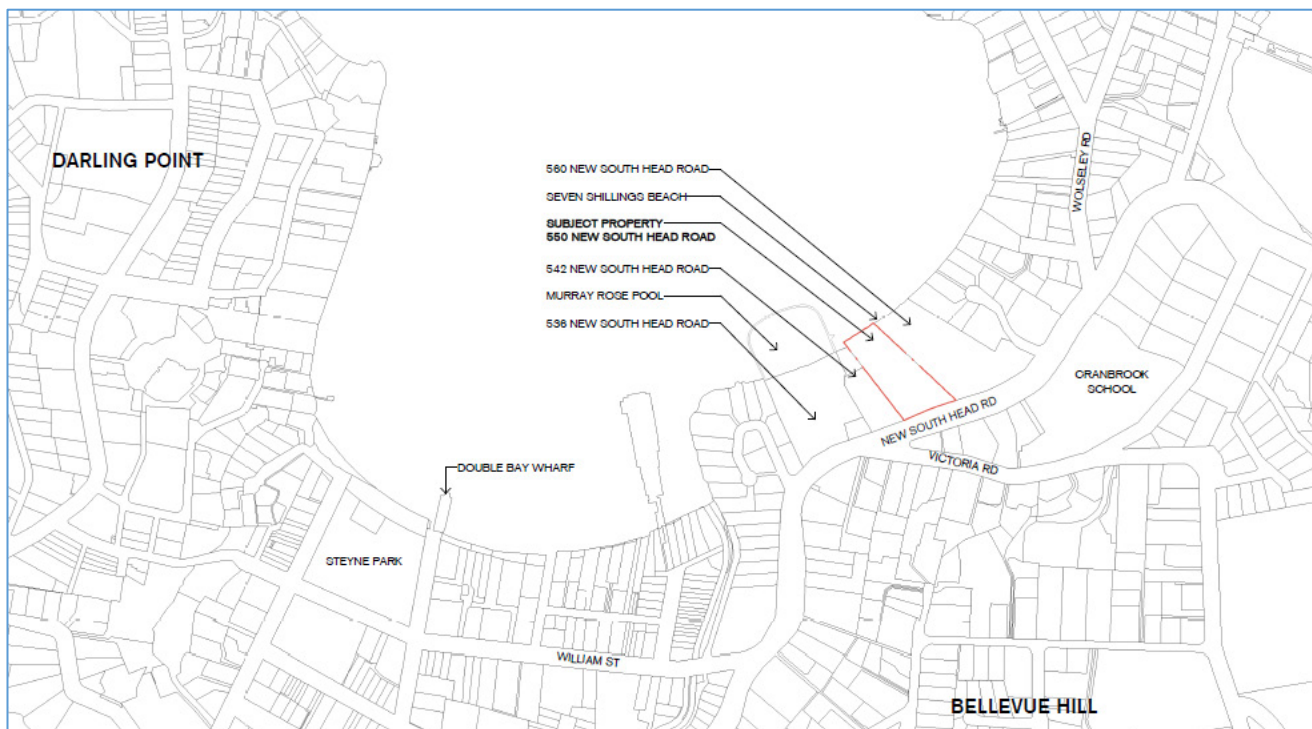 DARLING POINT
560 NEW SOUTH HEAD ROAD
SEVEN SHILLINGS BEACH
SUBJECT PROPERTY
550 NEW SOUTH HEAD ROAD
542 NEW SOUTH HEAD ROAD
MURRAY ROSE POOL
536 NEW SOUTH HEAD ROAD
WOLSELEY RD
CRANBROOK
SCHOOL
NEW SOUTH HEAD RD
VICTORIA RD
DOUBLE BAY WHARF
STEYNE PARK
WILLIAM ST
BELLEVUE HILL